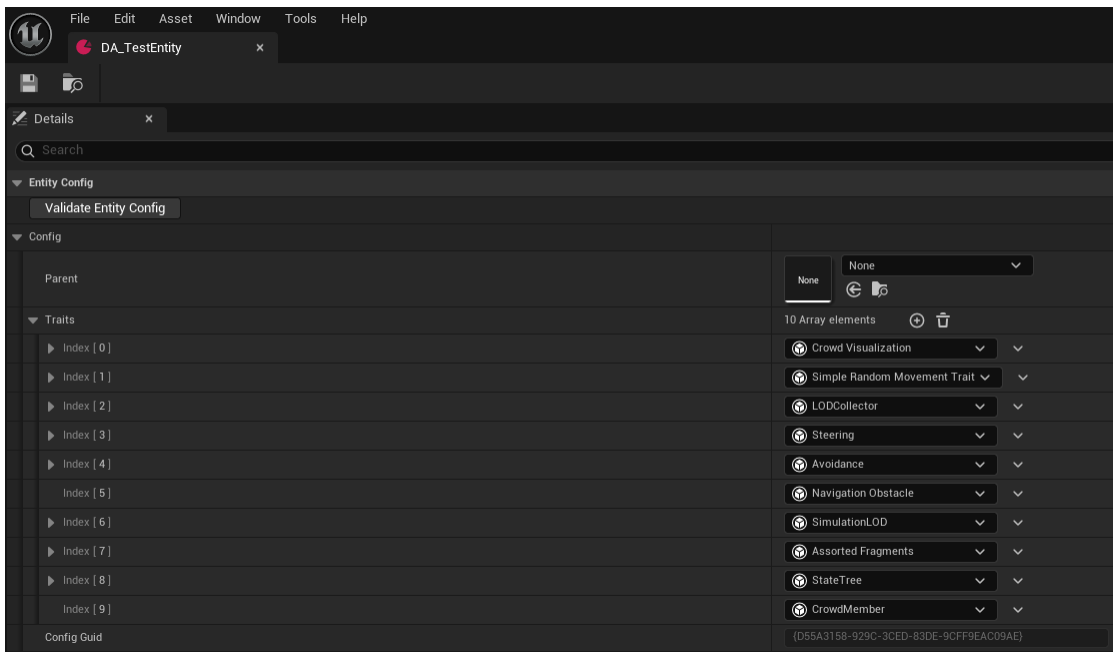 File Edit Asset Window Tools Help
DA_TestEntity
Details
Search
Entity Config
Validate Entity Config
Config
Parent
None
None
Traits
10 Array elements
Index [ 0 ]
Crowd Visualization
Index [ 1 ]
Simple Random Movement Trait
Index [ 2 ]
LODCollector
Index [ 3 ]
Steering
Index [ 4 ]
Avoidance
Index [ 5 ]
Navigation Obstacle
Index [ 6 ]
SimulationLOD
Index [ 7 ]
Assorted Fragments
Index [ 8 ]
StateTree
Index [ 9 ]
CrowdMember
Config Guid
{D55A3158-929C-3CED-83DE-9CFF9EAC09AE}